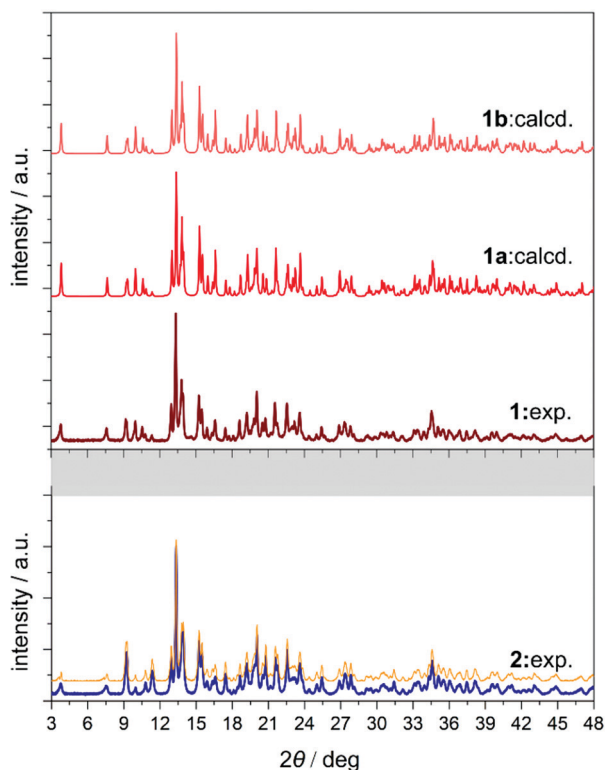 1b:calcd.
1a:calcd.
1:exp.
intensity / a.u.
2:exp.
intensity / a.u.
3 6 9 12 15 18 21 24 27 30 33 36 39 42 45 48
2θ / deg